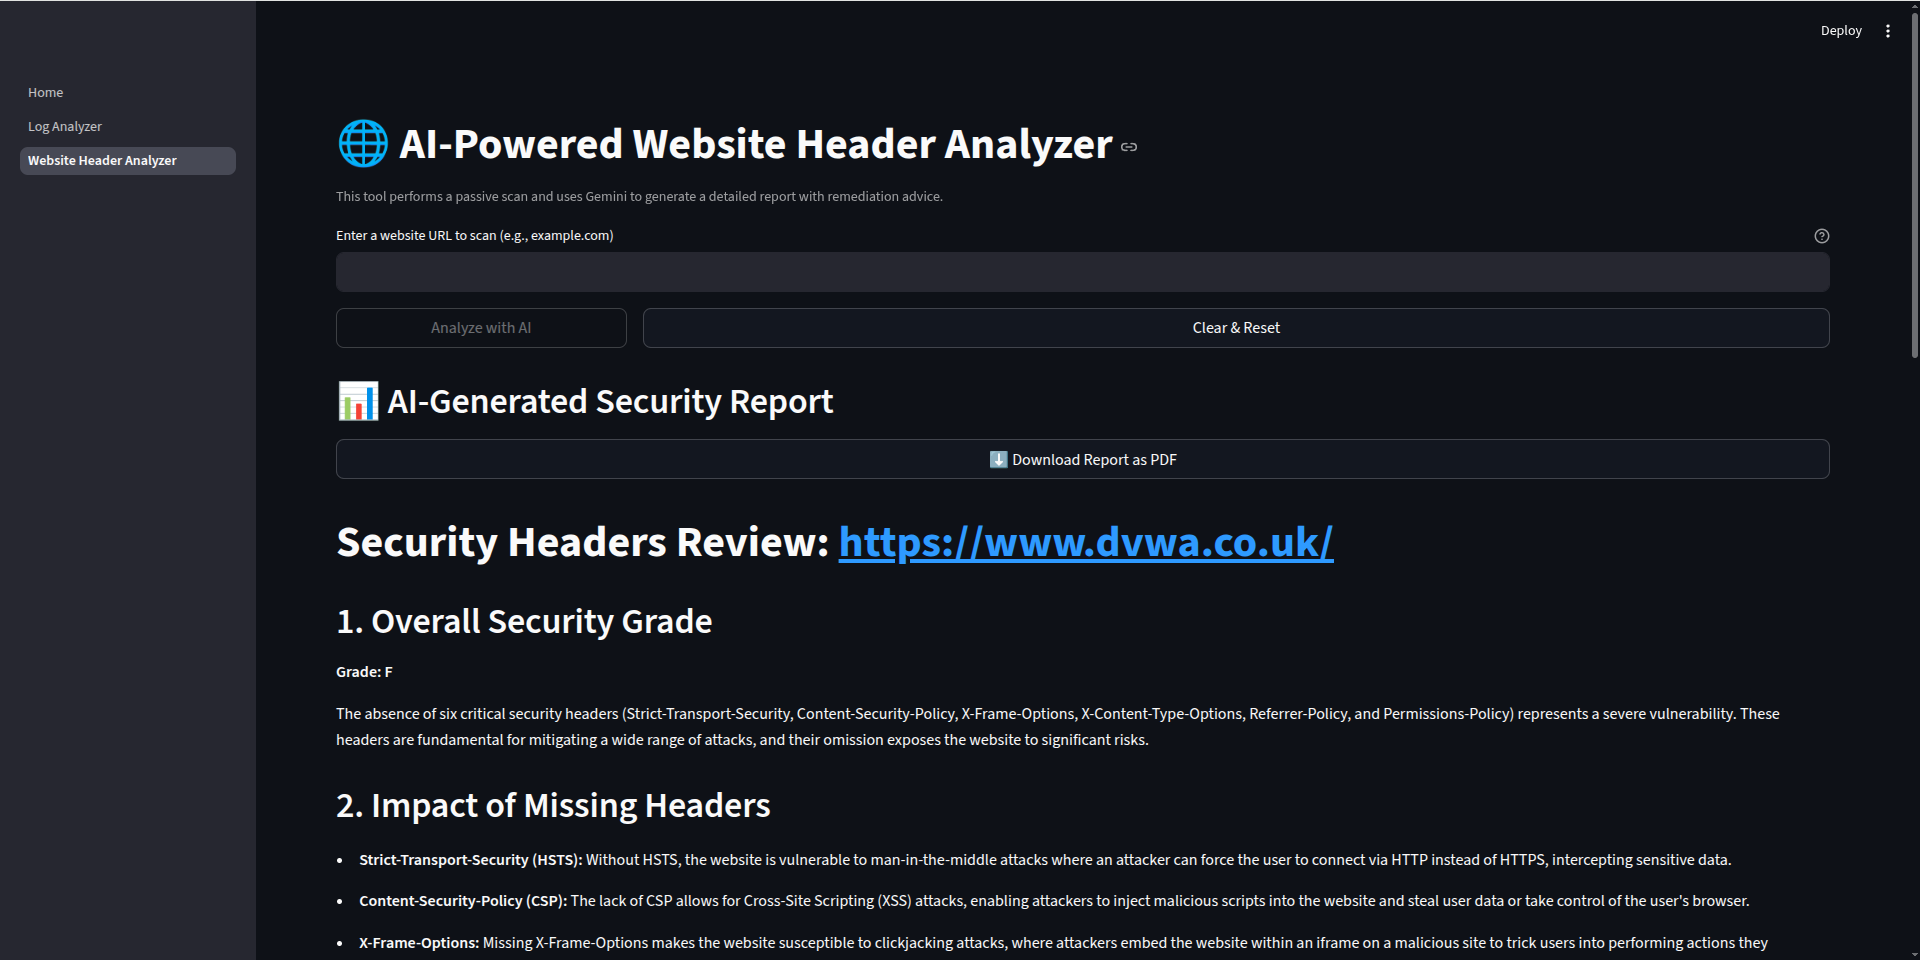 Deploy
Home
Log Analyzer
Website Header Analyzer
AI-Powered Website Header Analyzer
This tool performs a passive scan and uses Gemini to generate a detailed report with remediation advice.
Enter a website URL to scan (e.g., example.com)
Analyze with AI
Clear & Reset
AI-Generated Security Report
Download Report as PDF
Security Headers Review: https://www.dvwa.co.uk/
1. Overall Security Grade
Grade: F
The absence of six critical security headers (Strict-Transport-Security, Content-Security-Policy, X-Frame-Options, X-Content-Type-Options, Referrer-Policy, and Permissions-Policy) represents a severe vulnerability. These
headers are fundamental for mitigating a wide range of attacks, and their omission exposes the website to significant risks.
2. Impact of Missing Headers
• Strict-Transport-Security (HSTS): Without HSTS, the website is vulnerable to man-in-the-middle attacks where an attacker can force the user to connect via HTTP instead of HTTPS, intercepting sensitive data.
• Content-Security-Policy (CSP): The lack of CSP allows for Cross-Site Scripting (XSS) attacks, enabling attackers to inject malicious scripts into the website and steal user data or take control of the user's browser.
• X-Frame-Options: Missing X-Frame-Options makes the website susceptible to clickjacking attacks, where attackers embed the website within an iframe on a malicious site to trick users into performing actions they